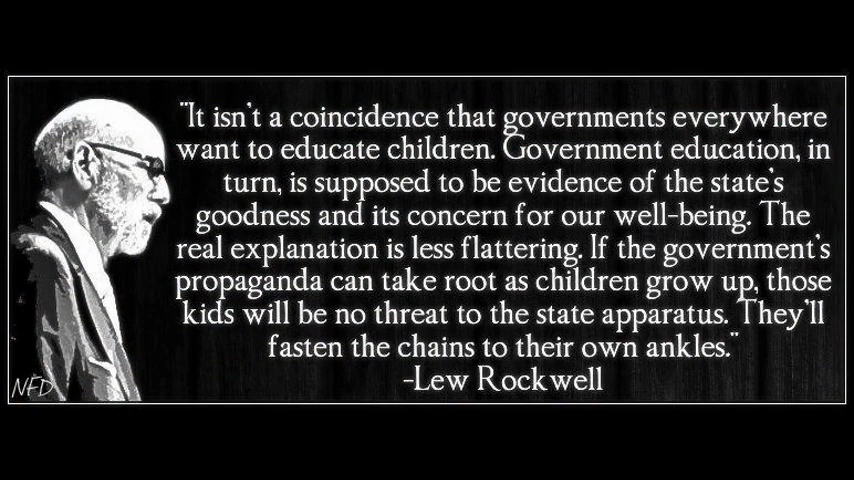 "It isn't a coincidence that governments everywhere
want to educate children. Government education, in
turn, is supposed to be evidence of the state's
goodness and its concern for our well-being. The
real explanation is less flattering. If the government's
propaganda can take root as children grow up, those
kids will be no threat to the state apparatus. They'll
fasten the chains to their own ankles."
-Lew Rockwell
NFD